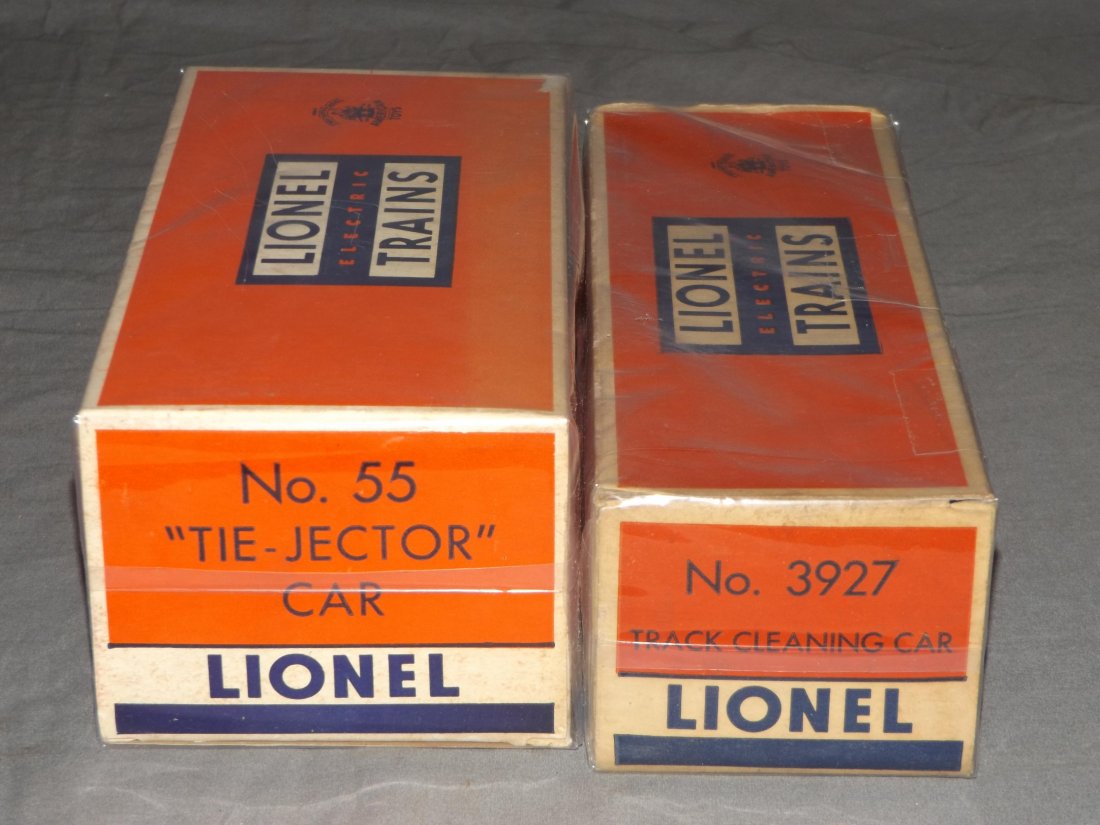 LIONEL
ELECTRIC
TRAINS
No. 55
"TIE-JECTOR"
CAR
LIONEL
LIONEL
ELECTRIC
TRAINS
No. 3927
TRACK CLEANING CAR
LIONEL